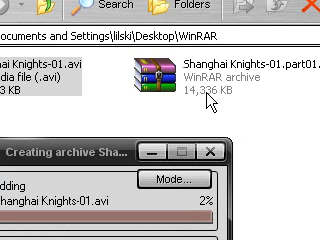 Search
Folders
ocuments and Settings\lilski\Desktop\WinRAR
hai Knights-01.avi
dia file (.avi)
3 KB
Shanghai Knights-01.part01.
WinRAR archive
14,336 KB
Creating archive Sha...
Mode...
dding
hanghai Knights-01.avi
2%